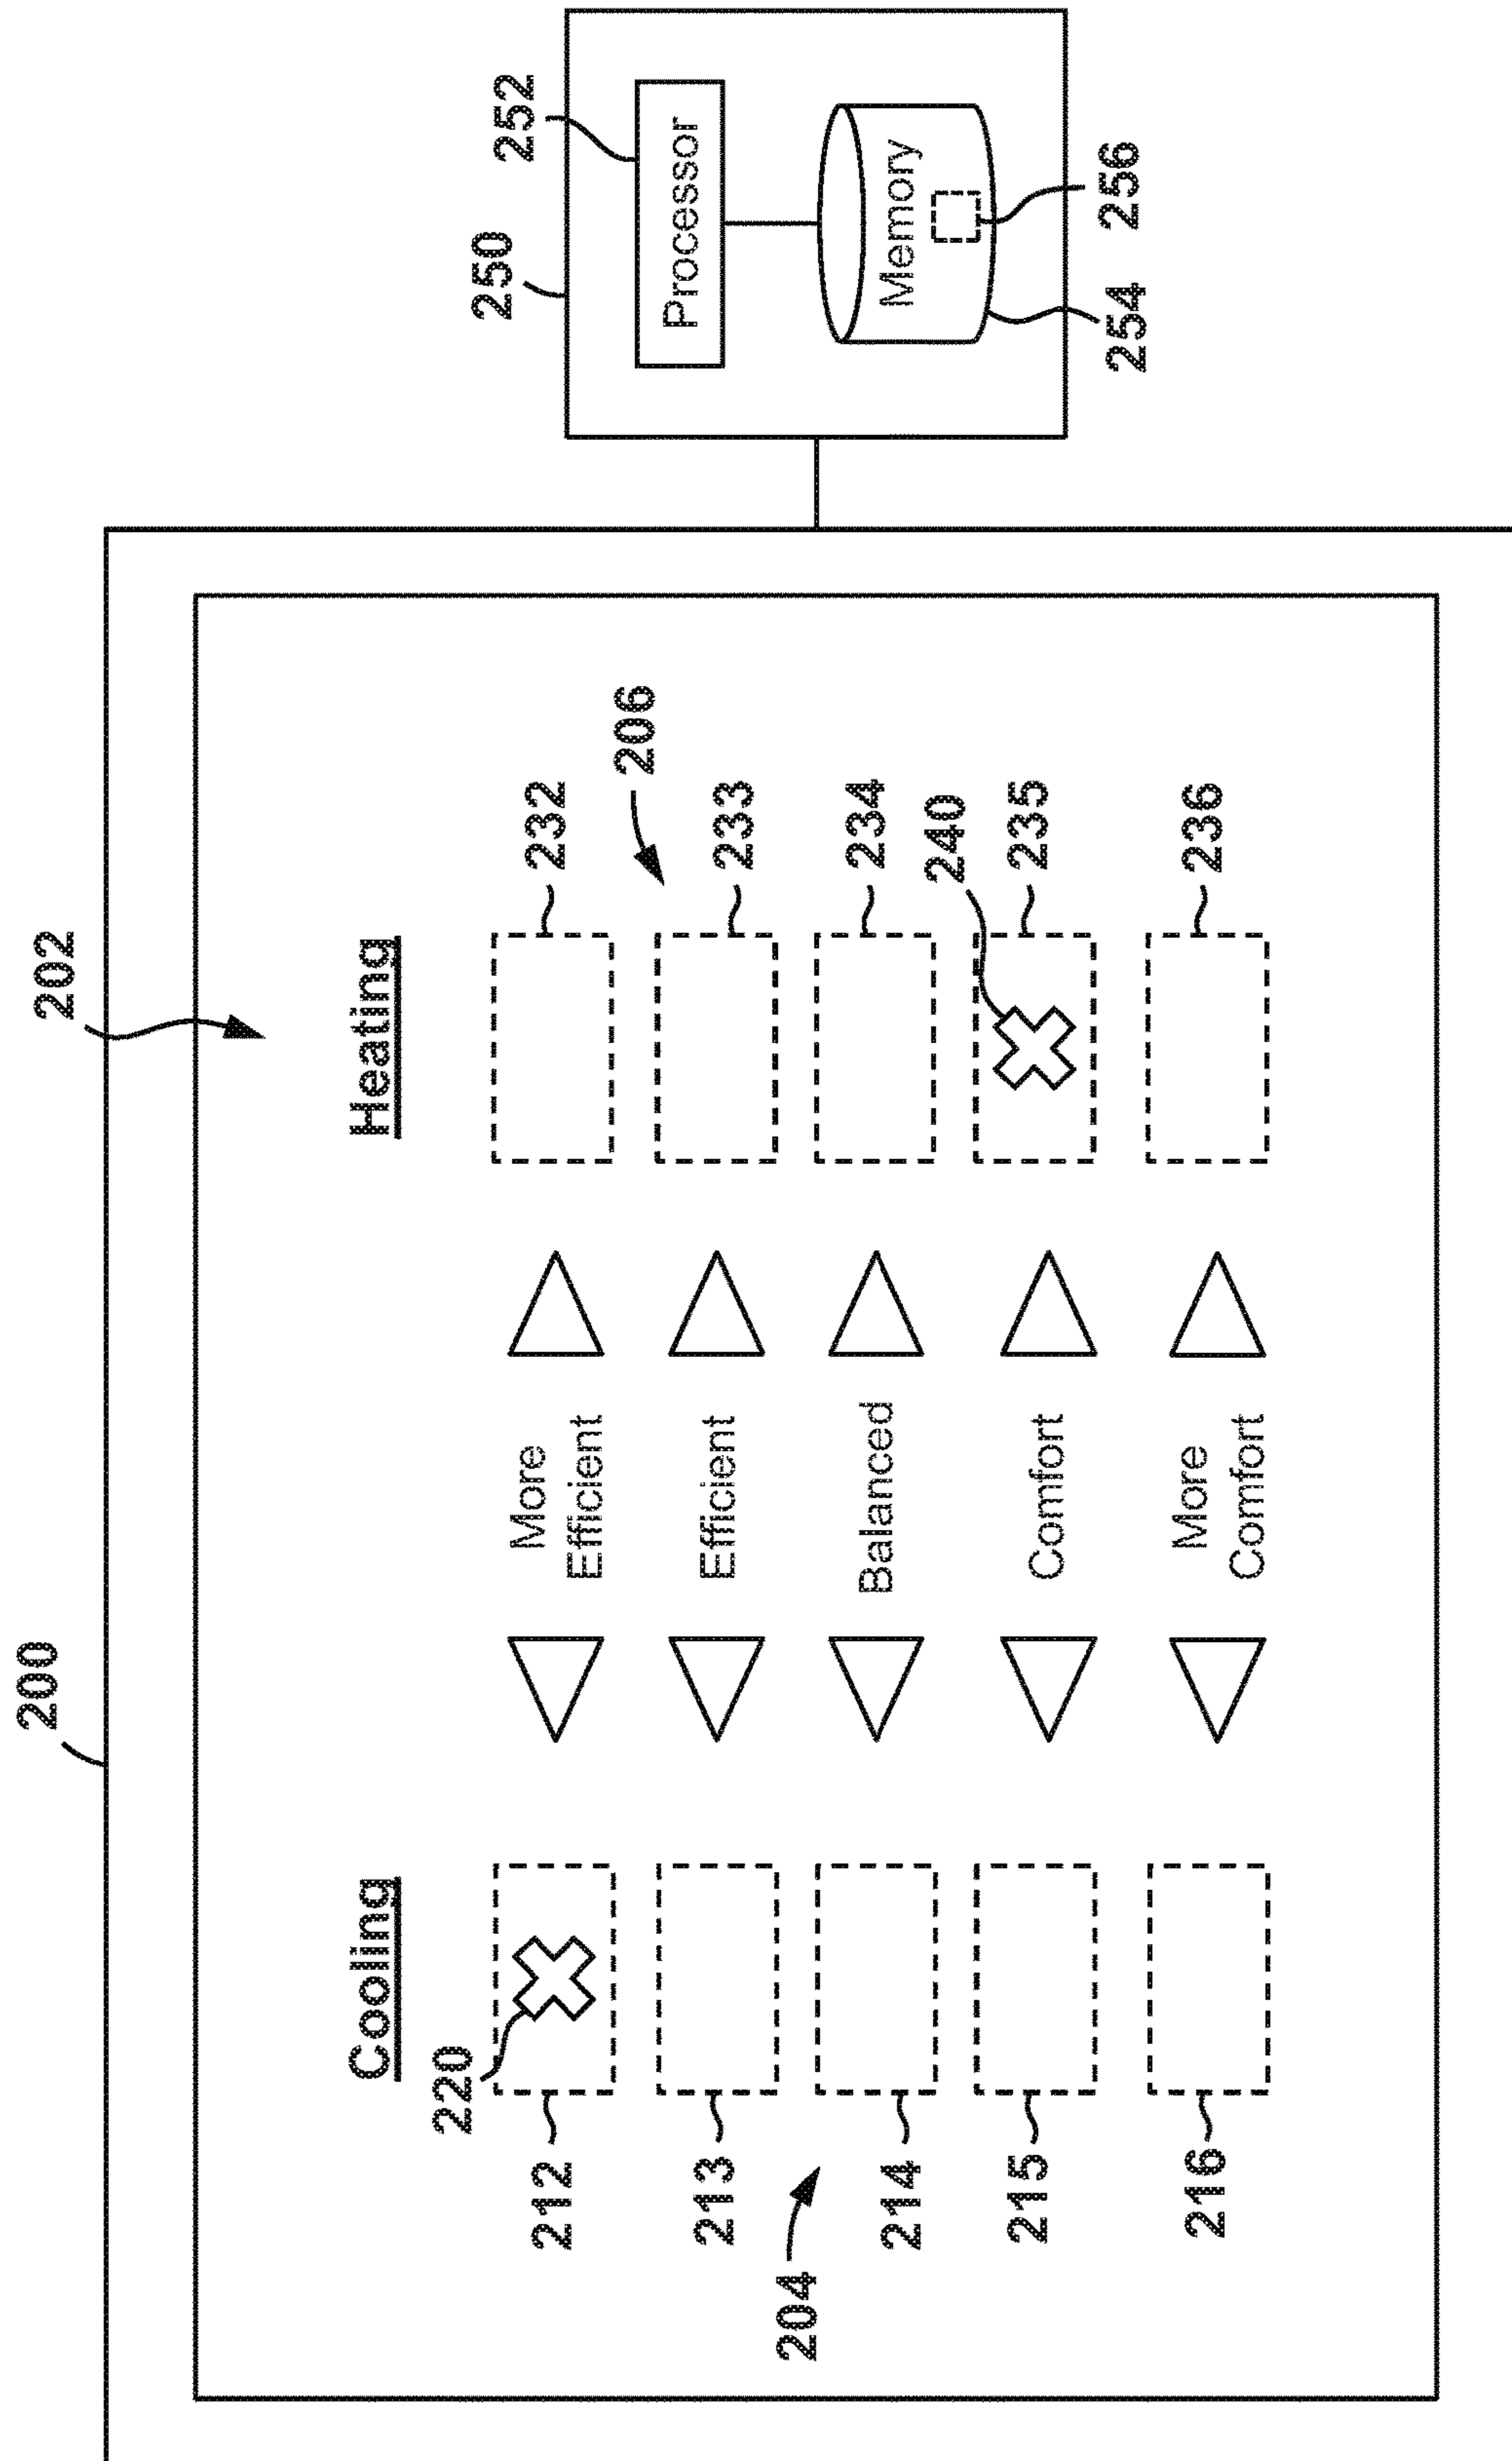 200
202
Cooling
Heating
220
212
More
Efficient
232
206
213
Efficient
233
204
214
Balanced
234
240
215
Comfort
235
216
More
Comfort
236
250
252
Processor
Memory
254
256